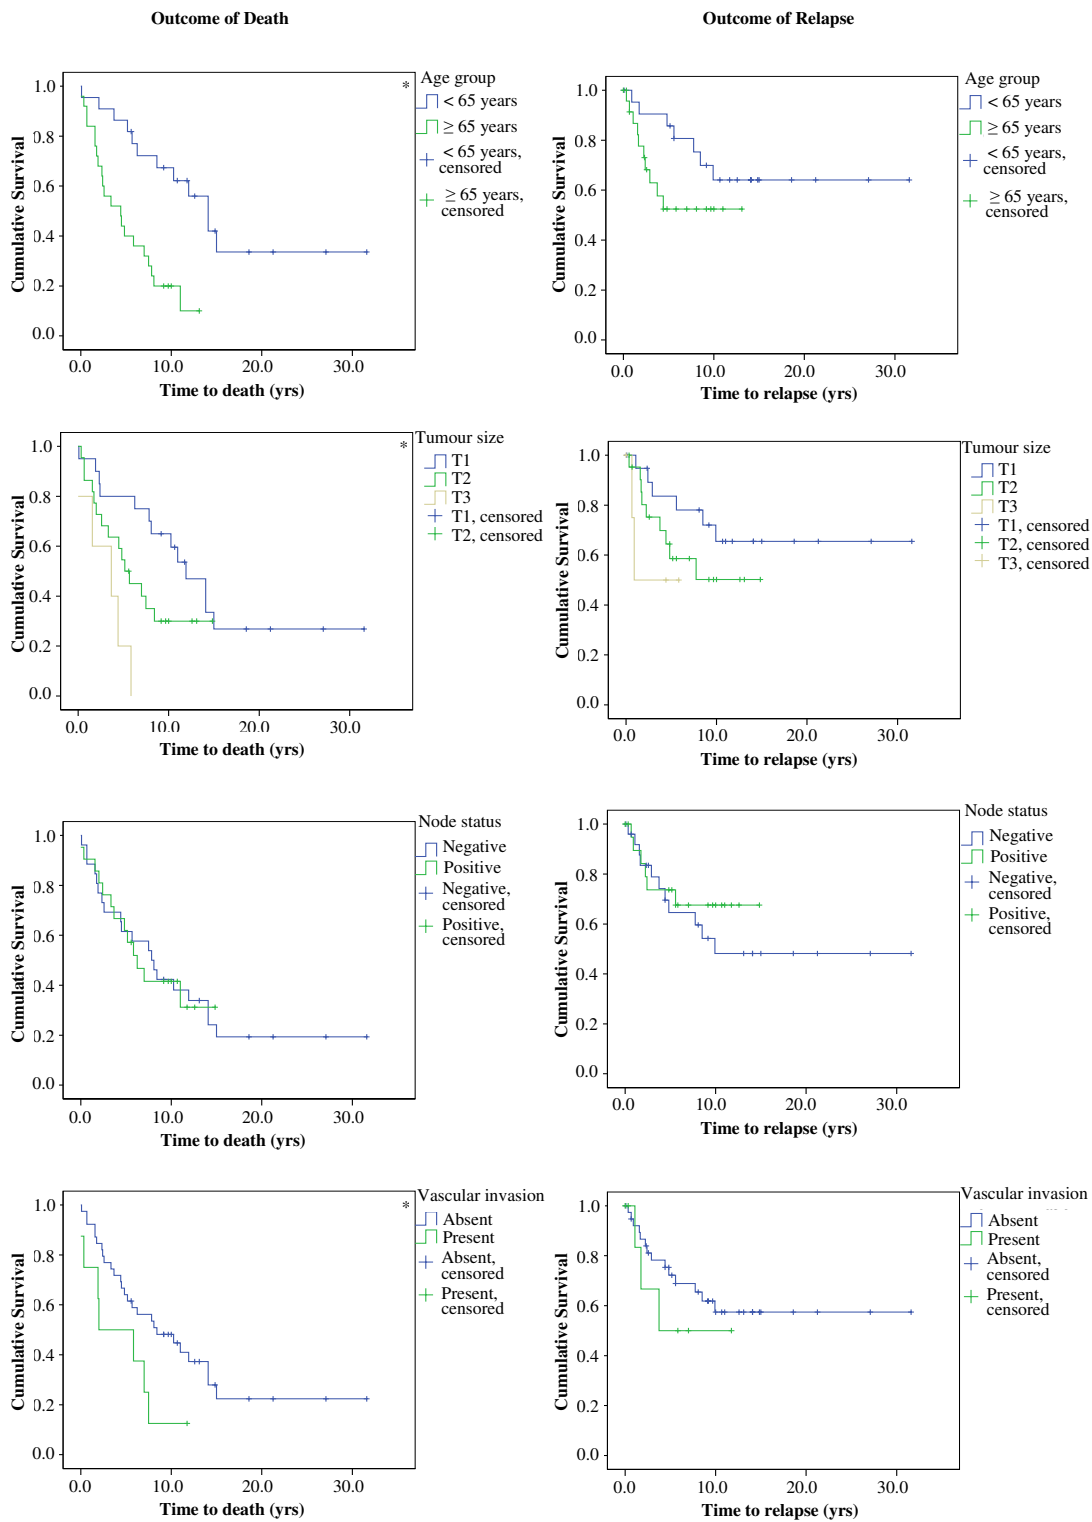 Outcome of Death
Outcome of Relapse
Cumulative Survival
1.0
0.8
0.6
0.4
0.2
0.0
0.0 10.0 20.0 30.0
Time to death (yrs)
*
Age group
< 65 years
≥ 65 years
< 65 years,
censored
≥ 65 years,
censored
Cumulative Survival
1.0
0.8
0.6
0.4
0.2
0.0
0.0 10.0 20.0 30.0
Time to relapse (yrs)
Age group
< 65 years
≥ 65 years
< 65 years,
censored
≥ 65 years,
censored
Cumulative Survival
1.0
0.8
0.6
0.4
0.2
0.0
0.0 10.0 20.0 30.0
Time to death (yrs)
*
Tumour size
T1
T2
T3
T1, censored
T2, censored
Cumulative Survival
1.0
0.8
0.6
0.4
0.2
0.0
0.0 10.0 20.0 30.0
Time to relapse (yrs)
Tumour size
T1
T2
T3
T1, censored
T2, censored
T3, censored
Cumulative Survival
1.0
0.8
0.6
0.4
0.2
0.0
0.0 10.0 20.0 30.0
Time to death (yrs)
Node status
Negative
Positive
Negative,
censored
Positive,
censored
Cumulative Survival
1.0
0.8
0.6
0.4
0.2
0.0
0.0 10.0 20.0 30.0
Time to relapse (yrs)
Node status
Negative
Positive
Negative,
censored
Positive,
censored
Cumulative Survival
1.0
0.8
0.6
0.4
0.2
0.0
0.0 10.0 20.0 30.0
Time to death (yrs)
*
Vascular invasion
Absent
Present
Absent,
censored
Present,
censored
Cumulative Survival
1.0
0.8
0.6
0.4
0.2
0.0
0.0 10.0 20.0 30.0
Time to relapse (yrs)
Vascular invasion
Absent
Present
Absent,
censored
Present,
censored